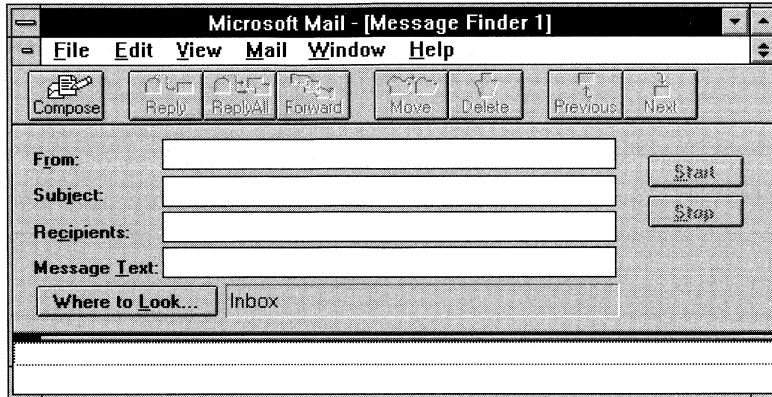 Microsoft Mail - [Message Finder 1]
File Edit View Mail Window Help
Compose Reply ReplyAll Forward Move Delete Previous Next
From:
Start
Subject:
Stop
Recipients:
Message Text:
Where to Look... Inbox